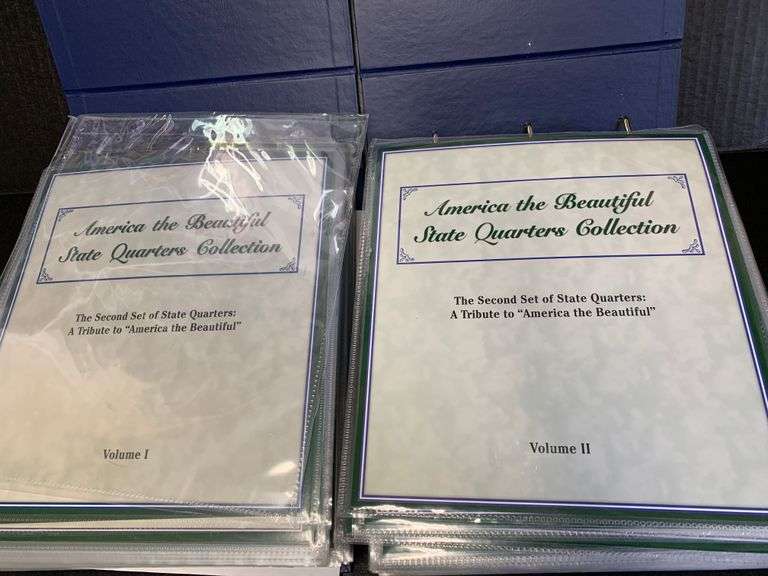 America the Beautiful
State Quarters Collection
The Second Set of State Quarters:
A Tribute to "America the Beautiful"
Volume I
America the Beautiful
State Quarters Collection
The Second Set of State Quarters:
A Tribute to "America the Beautiful"
Volume II